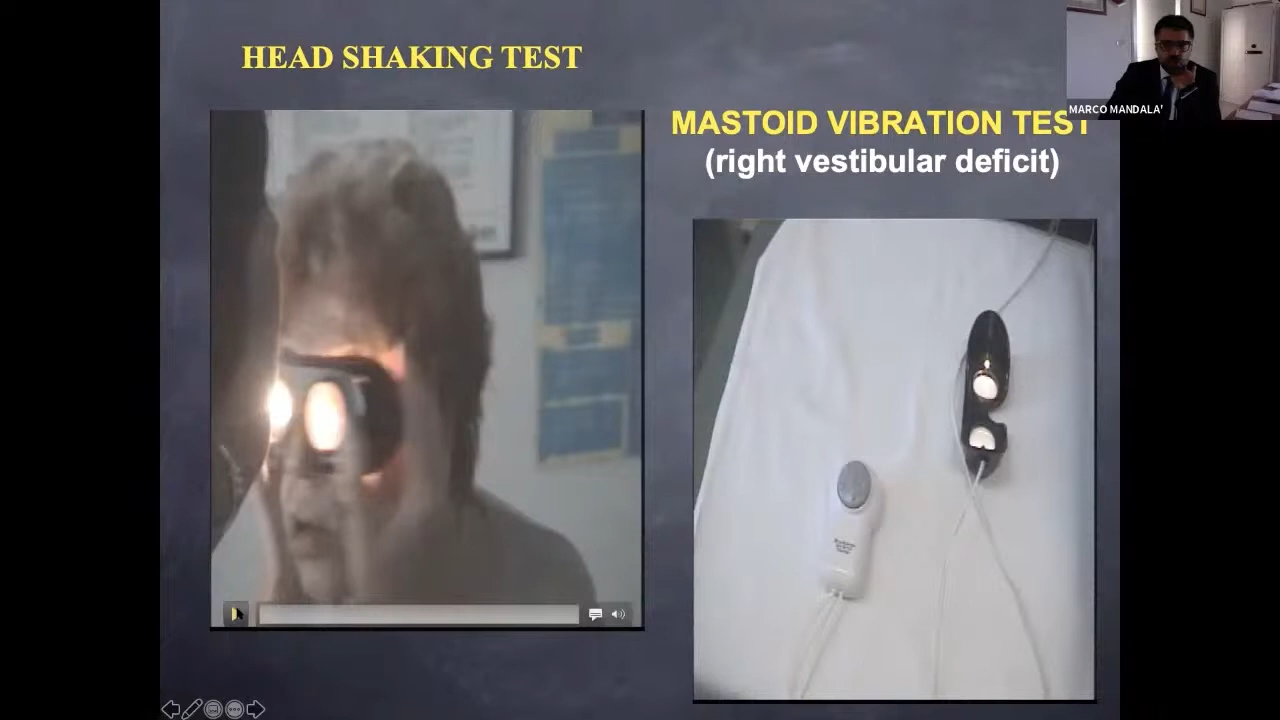 HEAD SHAKING TEST
MARCO MANDALA'
MASTOID VIBRATION TEST
(right vestibular deficit)